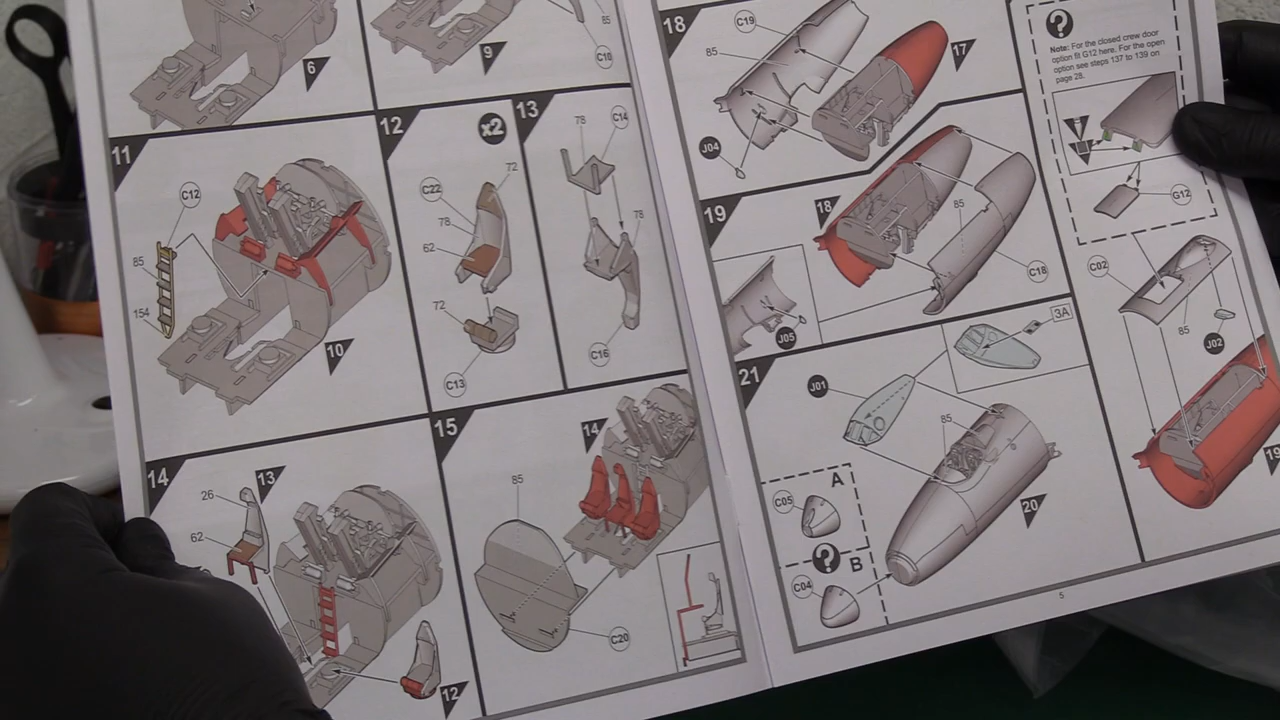 6
9
85
C10
11
C12
85
154
10
12
x2
C22
72
78
62
72
C13
13
78
C14
78
C16
14
13
26
62
12
15
14
85
C20
18
C19
85
17
J04
19
18
85
C18
J05
?
Note: For the closed crew door
option fit G12 here. For the open
option see steps 137 to 139 on
page 28.
G12
C02
85
J02
19
21
J01
3A
85
20
A
C05
?
B
C04
5